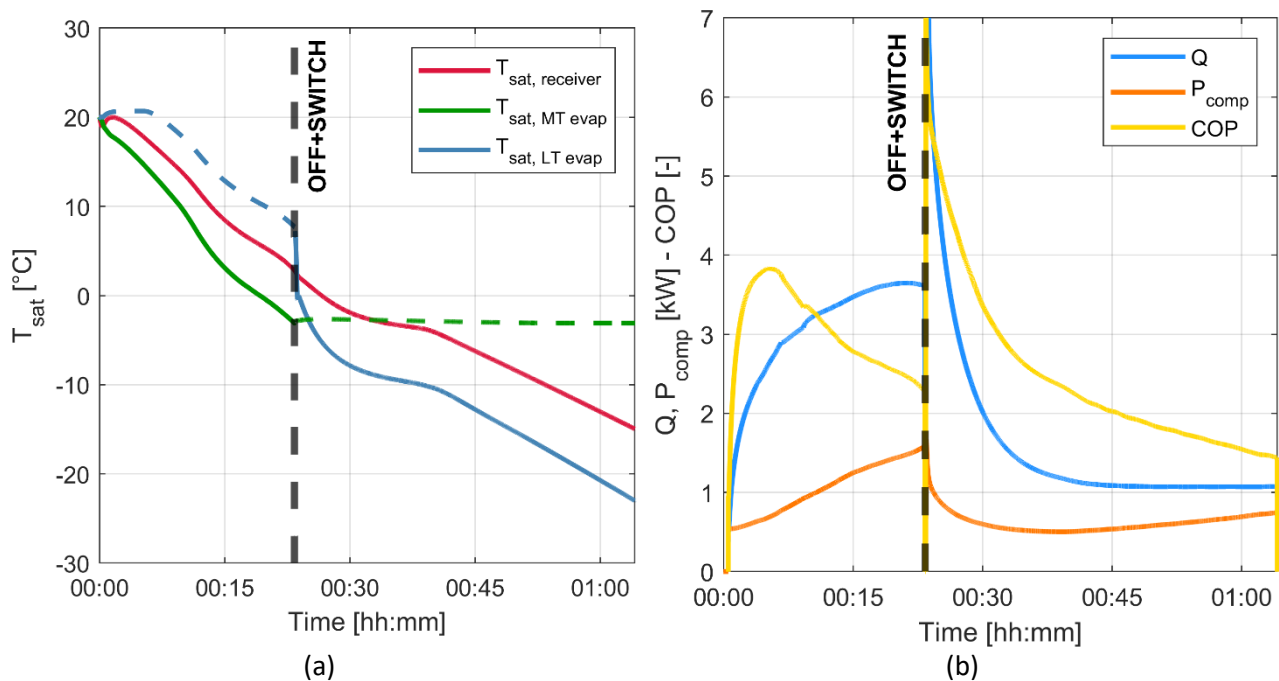 30
20
10
0
-10
-20
-30
T_sat [°C]
00:00 00:15 00:30 00:45 01:00
Time [hh:mm]
OFF+SWITCH
T_sat, receiver
T_sat, MT evap
T_sat, LT evap
(a)
7
6
5
4
3
2
1
0
Q, P_comp [kW] - COP [-]
00:00 00:15 00:30 00:45 01:00
Time [hh:mm]
OFF+SWITCH
Q
P_comp
COP
(b)